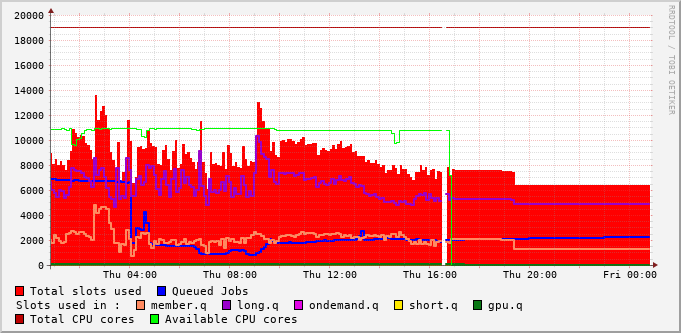 20000
18000
16000
14000
12000
10000
8000
6000
4000
2000
0
Thu 04:00 Thu 08:00 Thu 12:00 Thu 16:00 Thu 20:00 Fri 00:00
RRDTOOL / TOBI OETIKER
Total slots used Queued Jobs
Slots used in : member.q long.q ondemand.q short.q gpu.q
Total CPU cores Available CPU cores